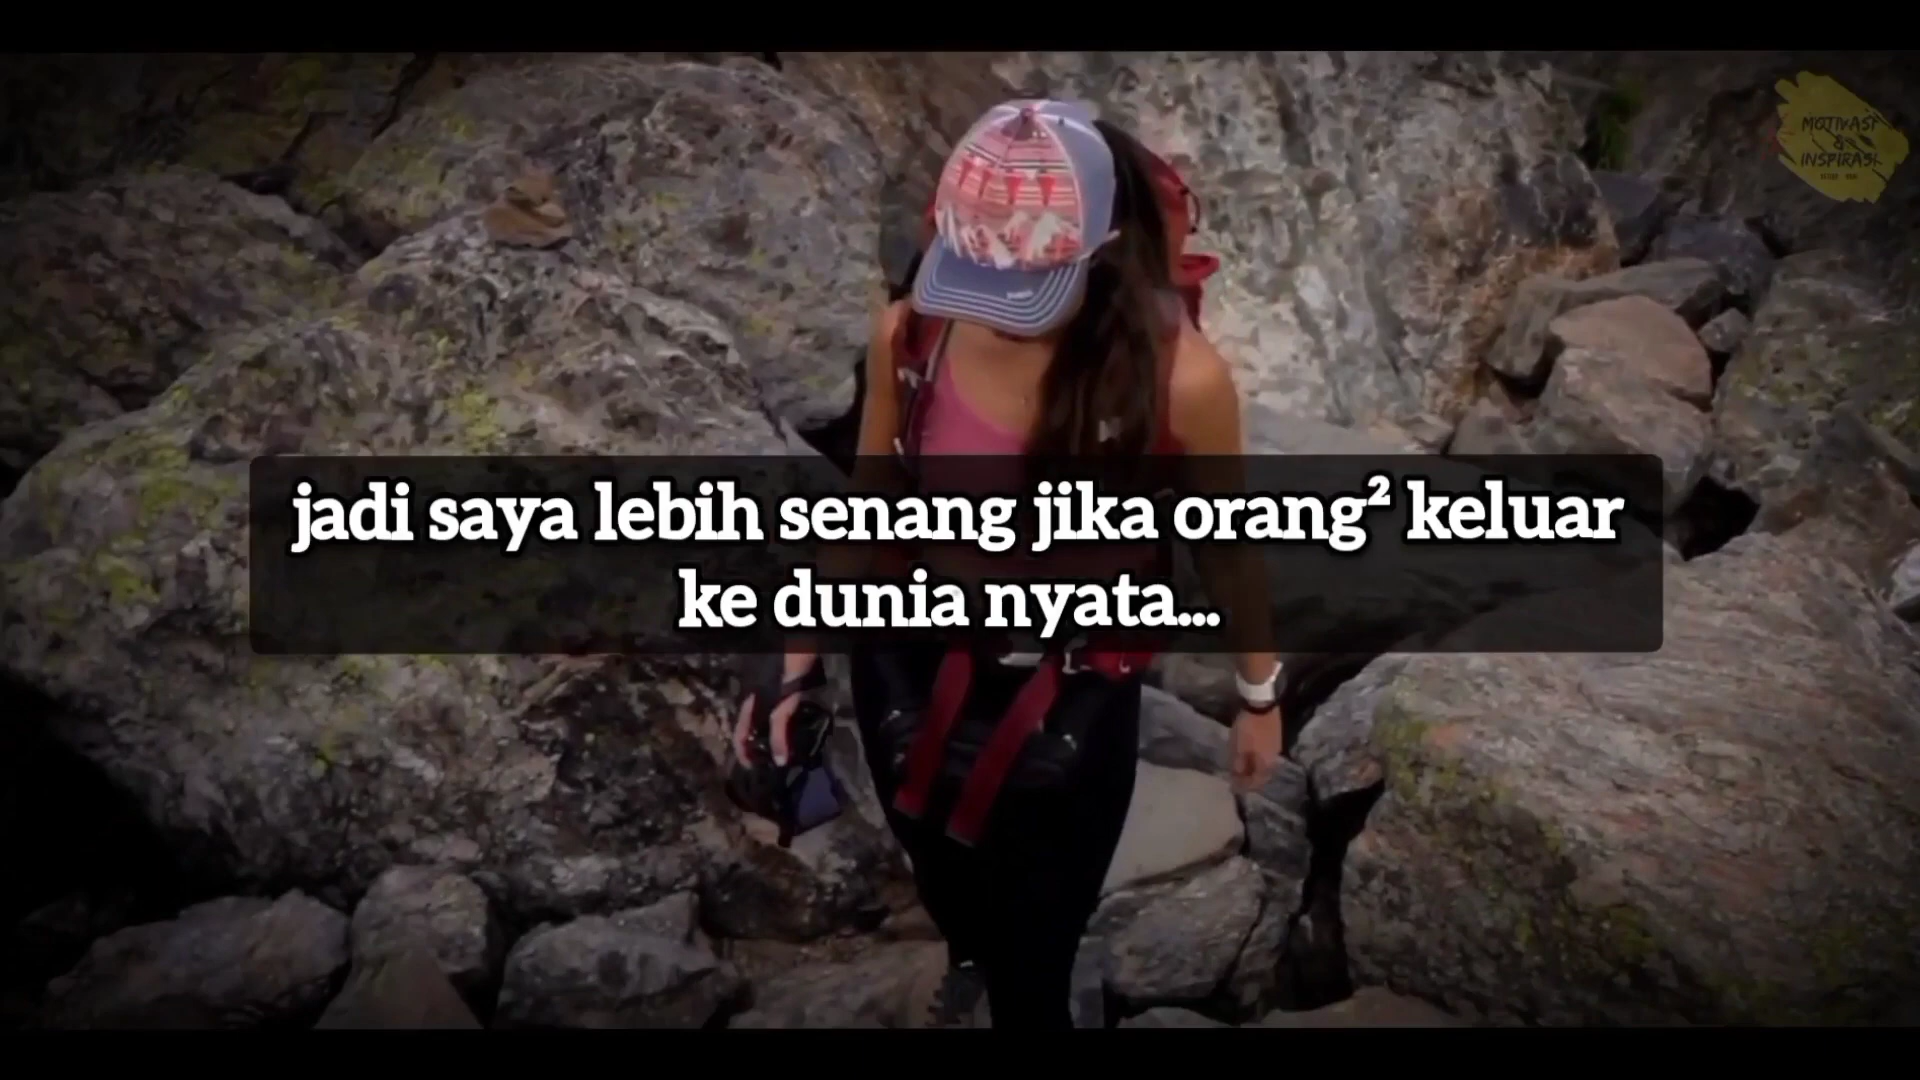 MOTIVASI
&
INSPIRASI
jadi saya lebih senang jika orang² keluar
ke dunia nyata...